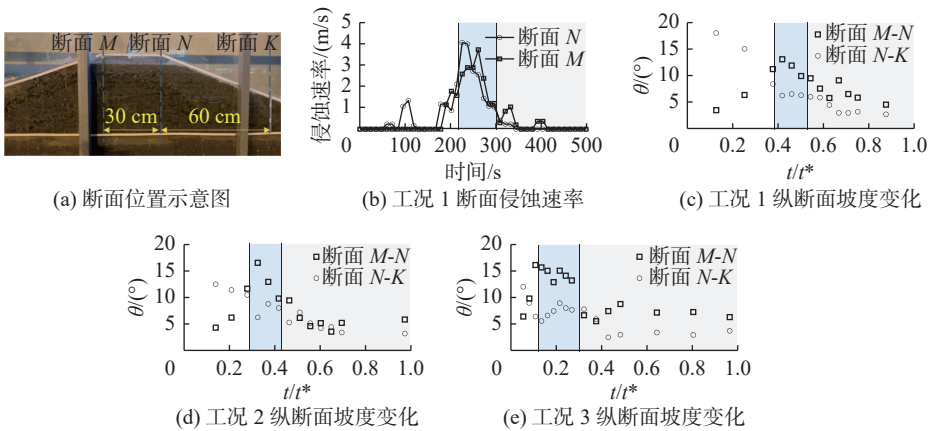 断面 M 断面 N 断面 K
30 cm 60 cm
(a) 断面位置示意图
侵蚀速率/(m/s)
5
4
3
2
1
0
100 200 300 400 500
时间/s
断面 N
断面 M
(b) 工况 1 断面侵蚀速率
θ/(°)
20
15
10
5
0 0.2 0.4 0.6 0.8 1.0
t/t*
断面 M-N
断面 N-K
(c) 工况 1 纵断面坡度变化
θ/(°)
20
15
10
5
0 0.2 0.4 0.6 0.8 1.0
t/t*
断面 M-N
断面 N-K
(d) 工况 2 纵断面坡度变化
θ/(°)
20
15
10
5
0 0.2 0.4 0.6 0.8 1.0
t/t*
断面 M-N
断面 N-K
(e) 工况 3 纵断面坡度变化